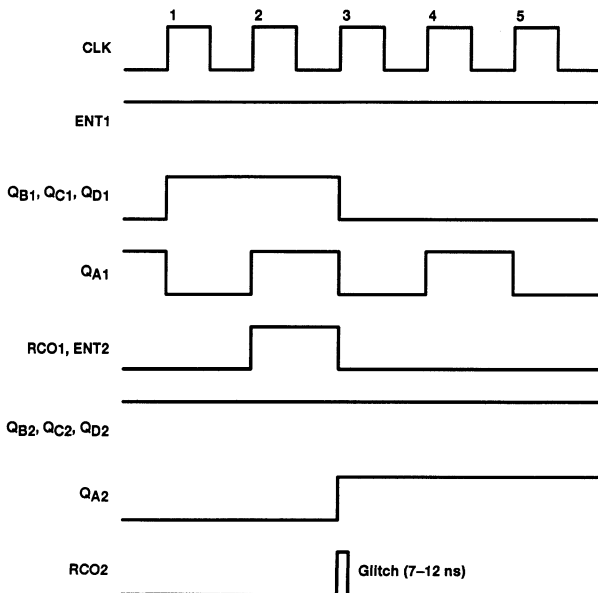 1 2 3 4 5
CLK
ENT1
QB1, QC1, QD1
QA1
RCO1, ENT2
QB2, QC2, QD2
QA2
RCO2
Glitch (7–12 ns)